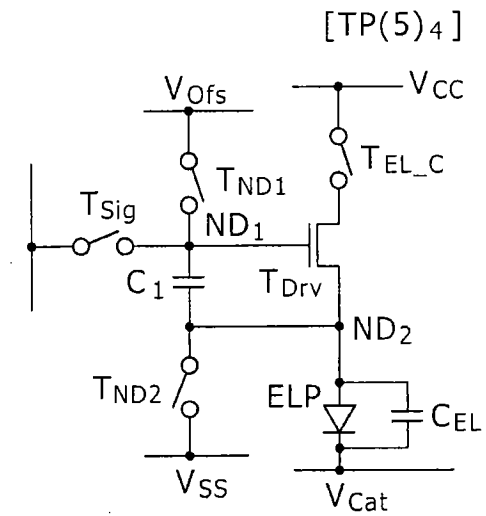 [TP(5)4]
VCC
VOfs
TEL_C
TND1
TSig
ND1
C1
TDrv
ND2
TND2
ELP
CEL
VSS
VCat